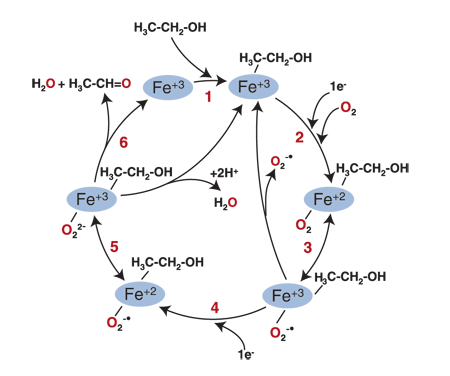 H₃C-CH₂-OH
H₃C-CH₂-OH
H₂O + H₃C-CH=O
Fe+3
1
Fe+3
1e-
O₂
2
6
H₃C-CH₂-OH
+2H+
H₂O
O₂-•
H₃C-CH₂-OH
Fe+3
O₂2-
Fe+2
O₂
5
3
H₃C-CH₂-OH
Fe+2
O₂-•
4
1e-
H₃C-CH₂-OH
Fe+3
O₂-•